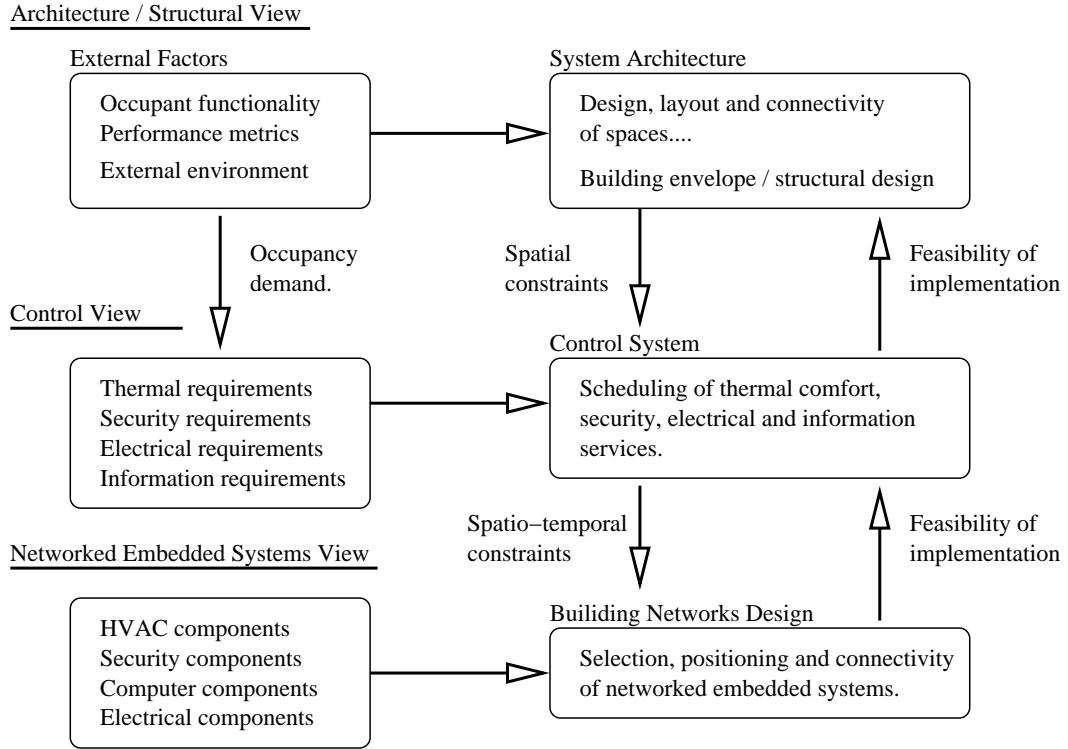 Architecture / Structural View
External Factors
Occupant functionality
Performance metrics
External environment
System Architecture
Design, layout and connectivity
of spaces....
Building envelope / structural design
Occupancy
demand.
Spatial
constraints
Feasibility of
implementation
Control View
Thermal requirements
Security requirements
Electrical requirements
Information requirements
Control System
Scheduling of thermal comfort,
security, electrical and information
services.
Spatio−temporal
constraints
Feasibility of
implementation
Networked Embedded Systems View
HVAC components
Security components
Computer components
Electrical components
Builiding Networks Design
Selection, positioning and connectivity
of networked embedded systems.